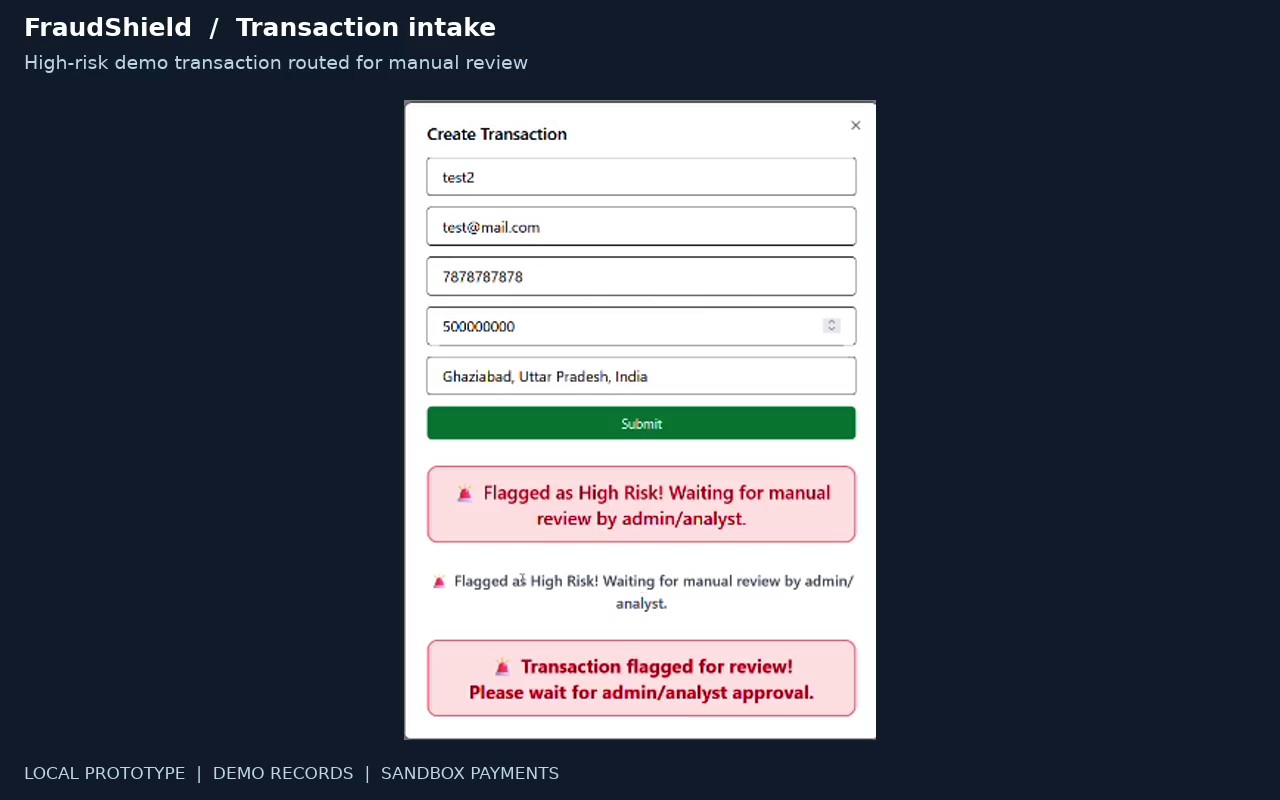 FraudShield / Transaction intake
High-risk demo transaction routed for manual review
×
Create Transaction
test2
test@mail.com
7878787878
500000000
Ghaziabad, Uttar Pradesh, India
Submit
🚨 Flagged as High Risk! Waiting for manual
review by admin/analyst.
🚨 Flagged as High Risk! Waiting for manual review by admin/
analyst.
🚨 Transaction flagged for review!
Please wait for admin/analyst approval.
LOCAL PROTOTYPE | DEMO RECORDS | SANDBOX PAYMENTS